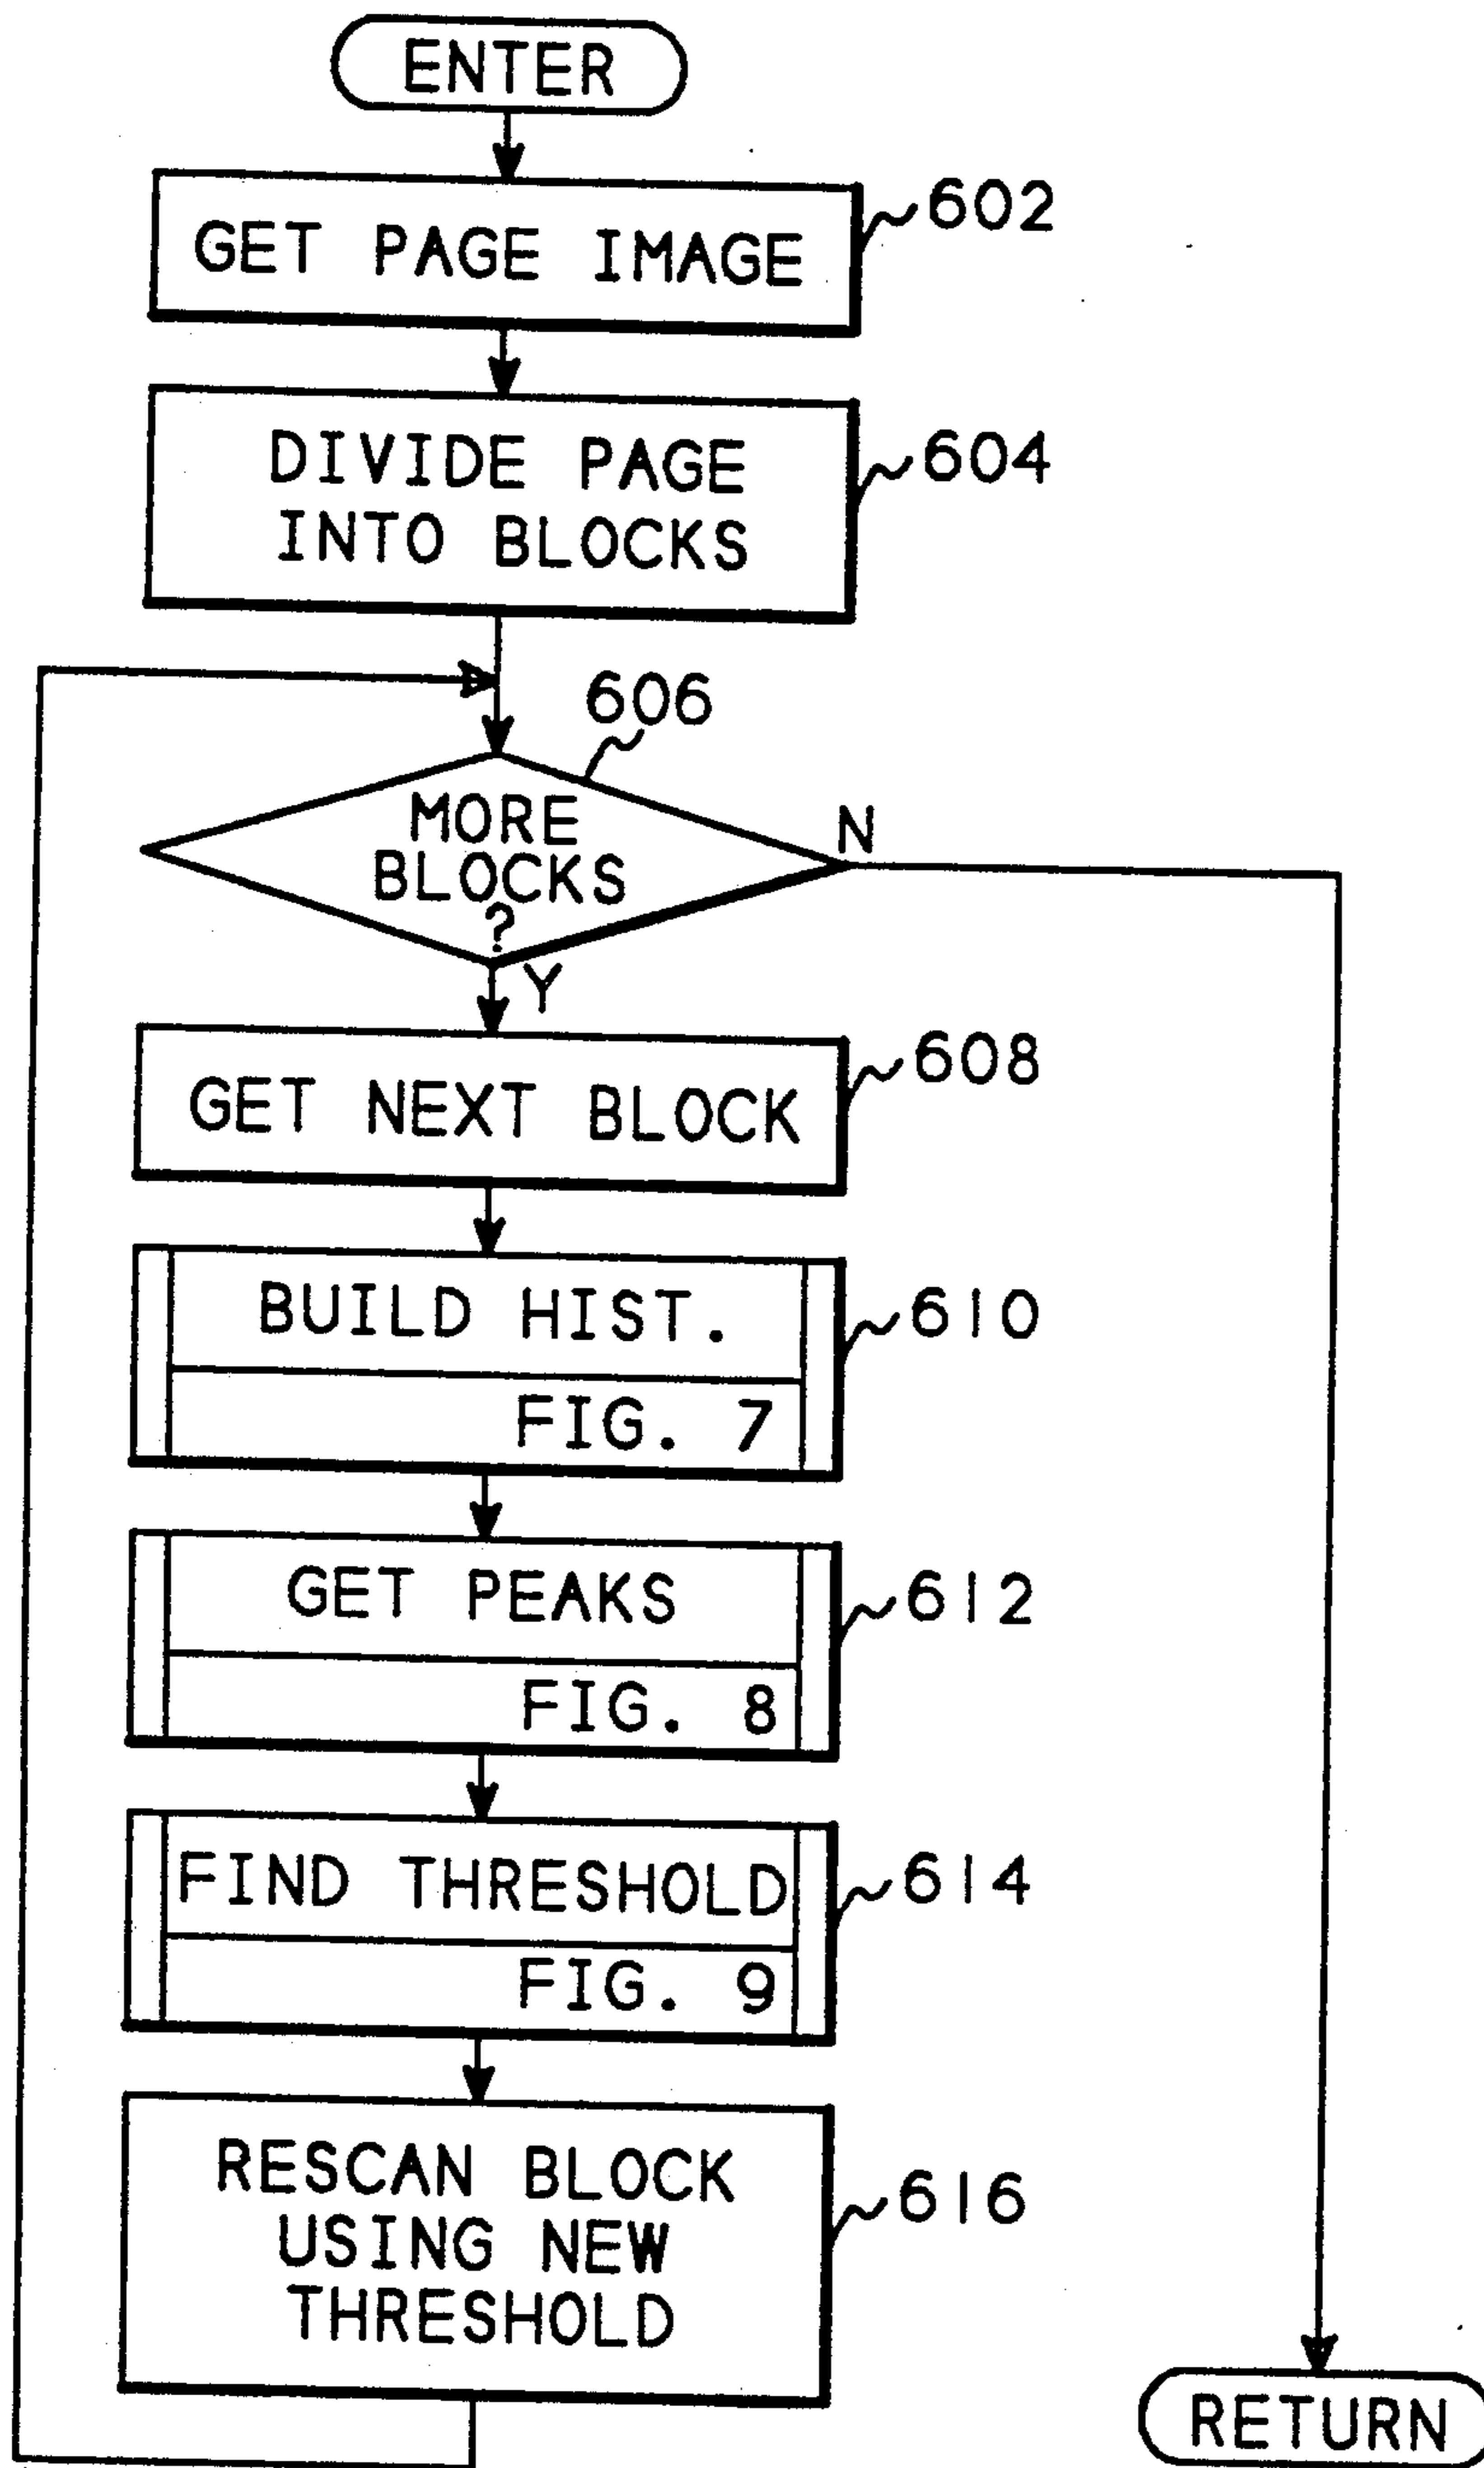 ENTER
GET PAGE IMAGE
602
DIVIDE PAGE
INTO BLOCKS
604
606
MORE
BLOCKS
?
N
Y
GET NEXT BLOCK
608
BUILD HIST.
FIG. 7
610
GET PEAKS
FIG. 8
612
FIND THRESHOLD
FIG. 9
614
RESCAN BLOCK
USING NEW
THRESHOLD
616
RETURN